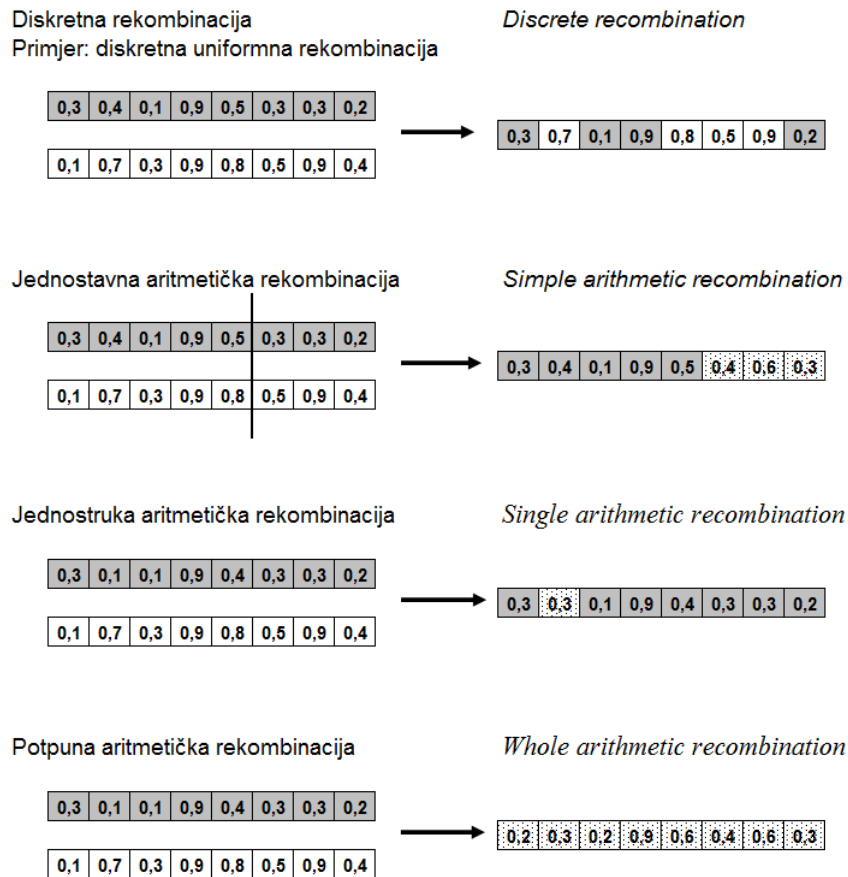 Diskretna rekombinacija
Discrete recombination
Primjer: diskretna uniformna rekombinacija
0,3 0,4 0,1 0,9 0,5 0,3 0,3 0,2
0,3 0,7 0,1 0,9 0,8 0,5 0,9 0,2
0,1 0,7 0,3 0,9 0,8 0,5 0,9 0,4
Jednostavna aritmetička rekombinacija
Simple arithmetic recombination
0,3 0,4 0,1 0,9 0,5 0,3 0,3 0,2
0,3 0,4 0,1 0,9 0,5 0,4 0,6 0,3
0,1 0,7 0,3 0,9 0,8 0,5 0,9 0,4
Jednostruka aritmetička rekombinacija
Single arithmetic recombination
0,3 0,1 0,1 0,9 0,4 0,3 0,3 0,2
0,3 0,3 0,1 0,9 0,4 0,3 0,3 0,2
0,1 0,7 0,3 0,9 0,8 0,5 0,9 0,4
Potpuna aritmetička rekombinacija
Whole arithmetic recombination
0,3 0,1 0,1 0,9 0,4 0,3 0,3 0,2
0,2 0,3 0,2 0,9 0,6 0,4 0,6 0,3
0,1 0,7 0,3 0,9 0,8 0,5 0,9 0,4